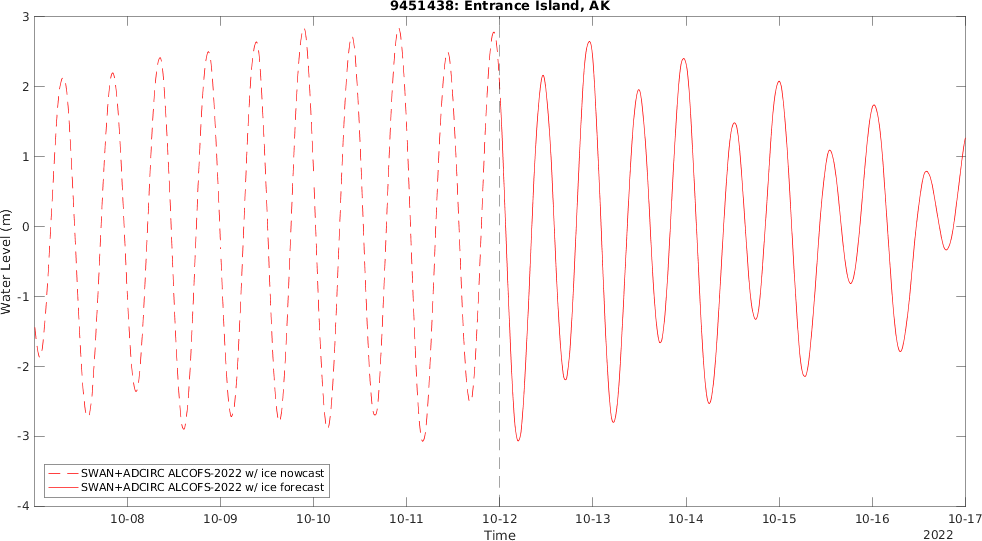 9451438: Entrance Island, AK
3
2
1
0
-1
-2
-3
-4
Water Level (m)
SWAN+ADCIRC ALCOFS-2022 w/ ice nowcast
SWAN+ADCIRC ALCOFS-2022 w/ ice forecast
10-08 10-09 10-10 10-11 10-12 10-13 10-14 10-15 10-16 10-17
Time
2022